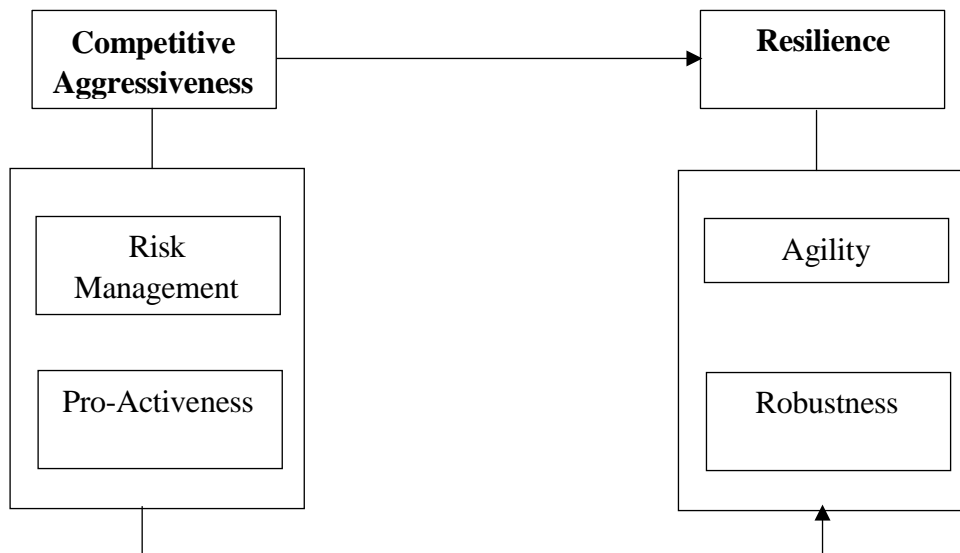 Competitive
Aggressiveness
Resilience
Risk
Management
Agility
Pro-Activeness
Robustness